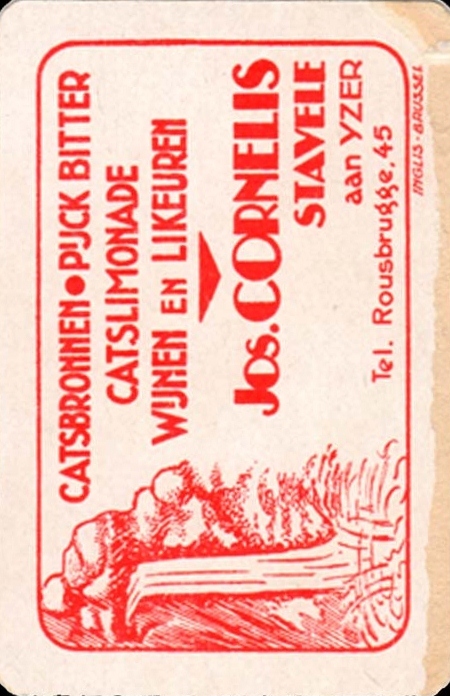 CATSBRONNEN • PIJCK BITTER
CATSLIMONADE
WIJNEN EN LIKEUREN
JOS. CORNELIS
STAVELE
aan YZER
Tel. Rousbrugge. 45
INGLIS - BRUSSEL